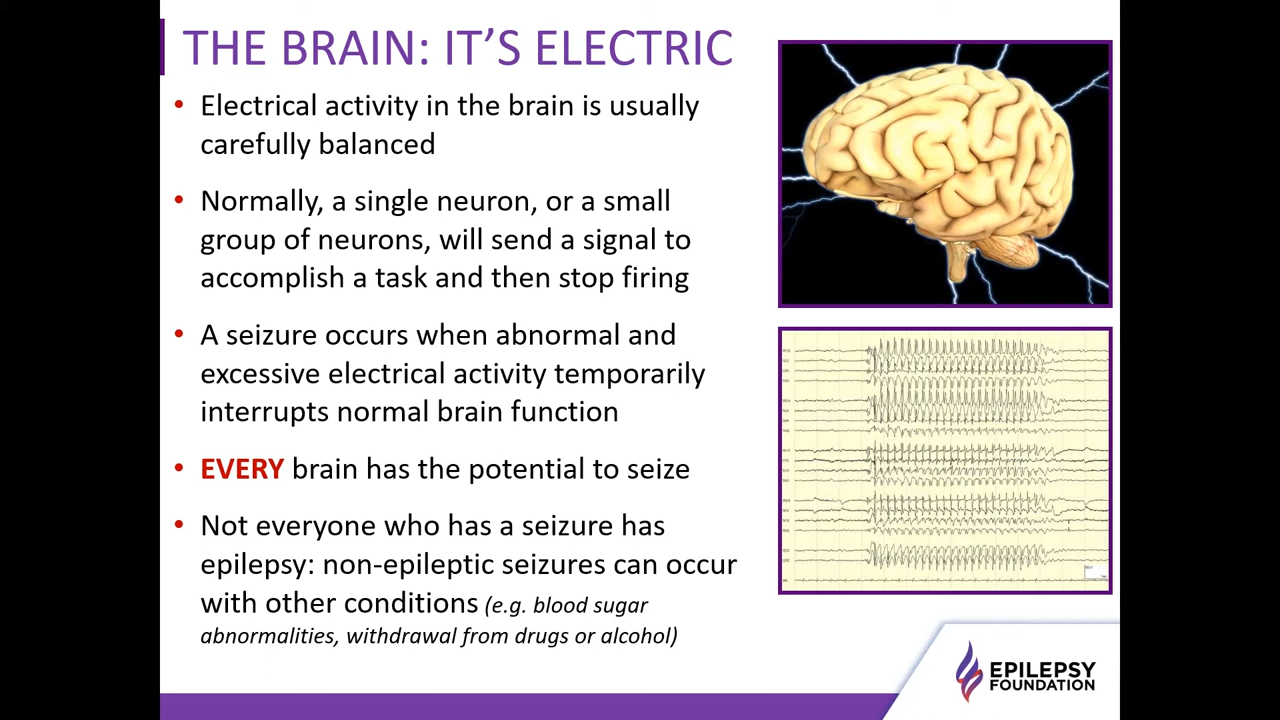 THE BRAIN: IT’S ELECTRIC
• Electrical activity in the brain is usually
carefully balanced
• Normally, a single neuron, or a small
group of neurons, will send a signal to
accomplish a task and then stop firing
• A seizure occurs when abnormal and
excessive electrical activity temporarily
interrupts normal brain function
• EVERY brain has the potential to seize
• Not everyone who has a seizure has
epilepsy: non-epileptic seizures can occur
with other conditions (e.g. blood sugar
abnormalities, withdrawal from drugs or alcohol)
EPILEPSY
FOUNDATION